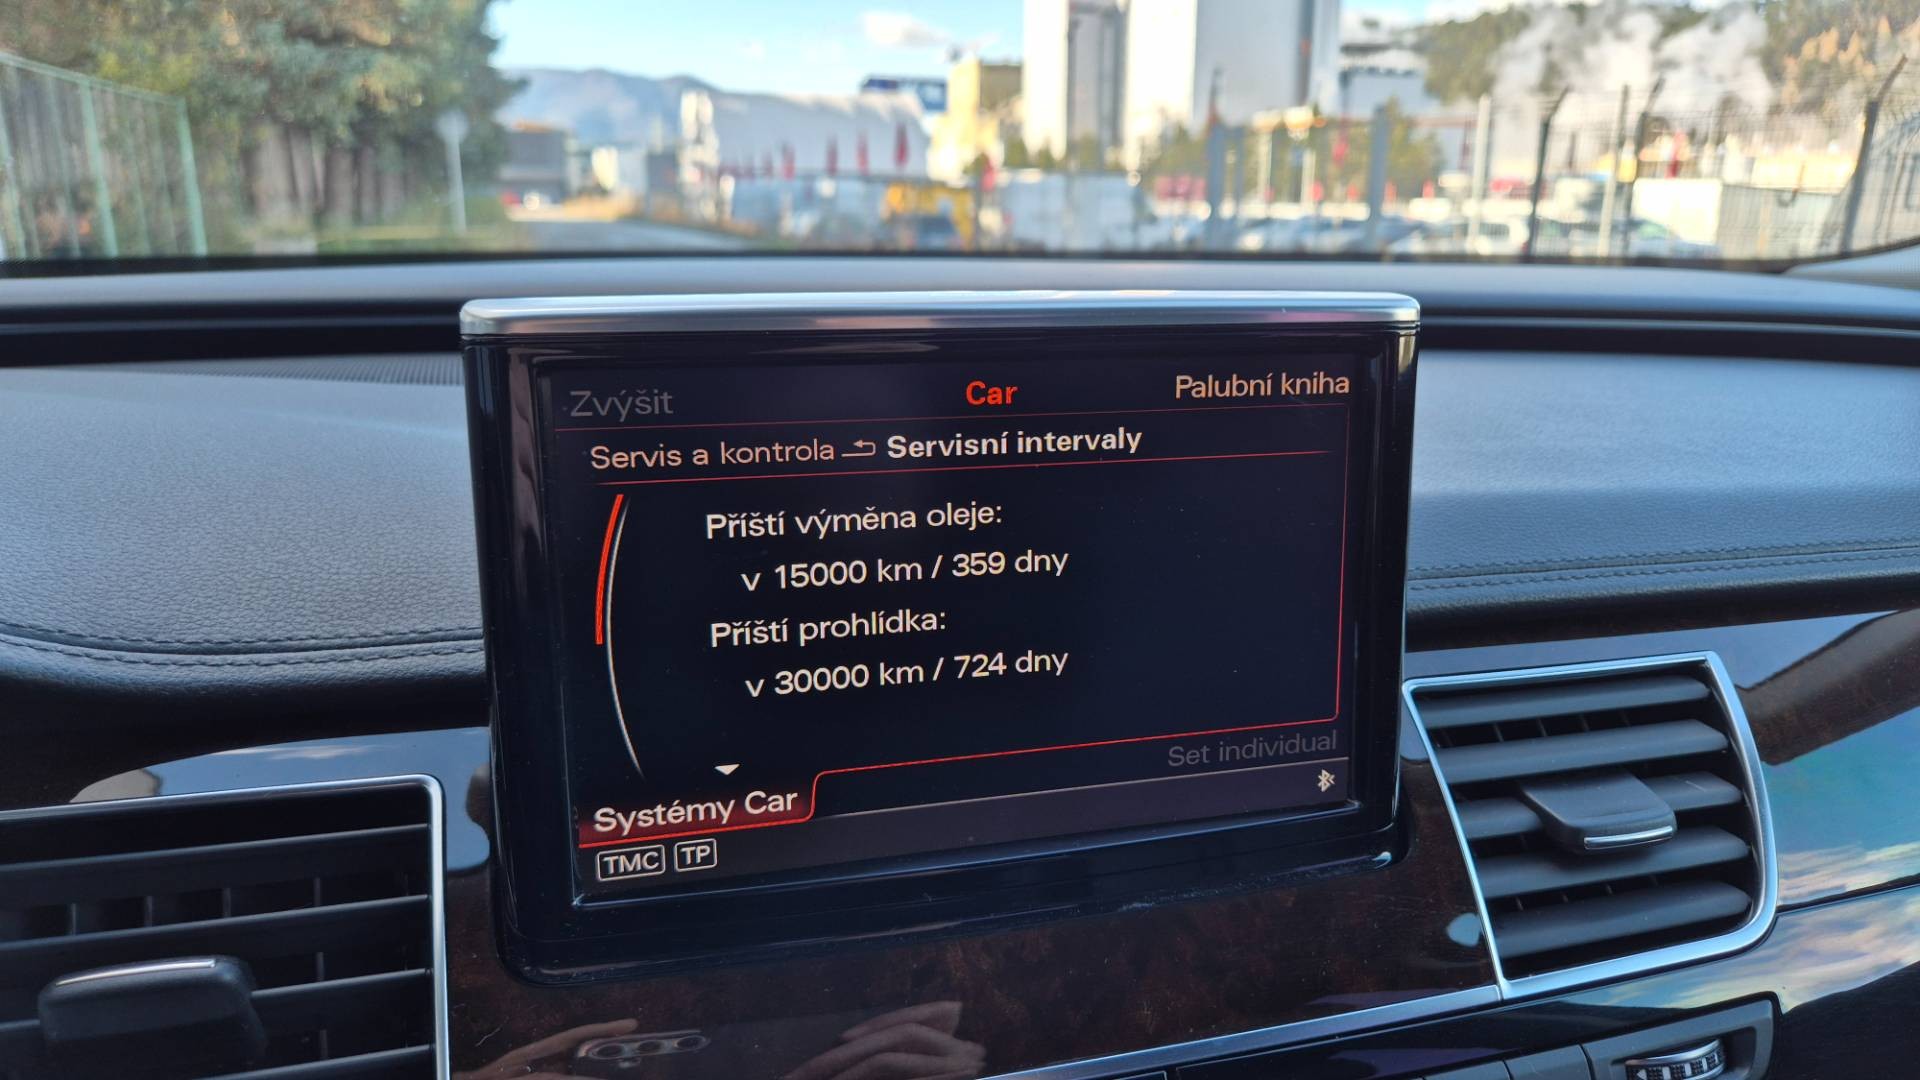 Zvýšit Car Palubní kniha
Servis a kontrola Servisní intervaly
Příští výměna oleje:
v 15000 km / 359 dny
Příští prohlídka:
v 30000 km / 724 dny
Set individual
Systémy Car
TMC TP